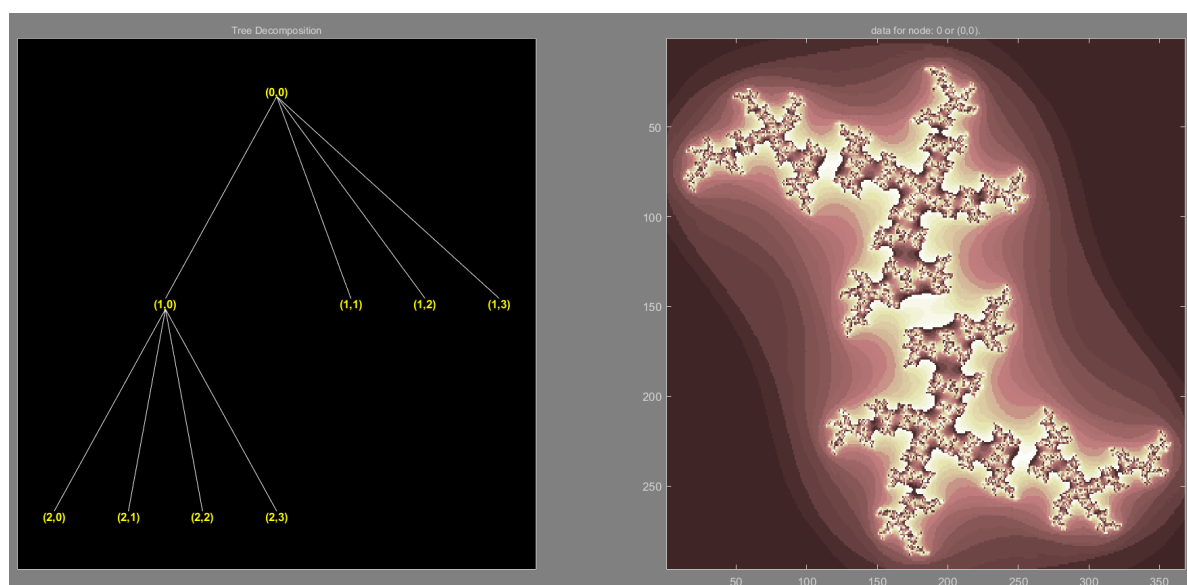 Tree Decomposition
(0,0)
(1,0) (1,1) (1,2) (1,3)
(2,0) (2,1) (2,2) (2,3)
data for node: 0 or (0,0).
50
100
150
200
250
50 100 150 200 250 300 350